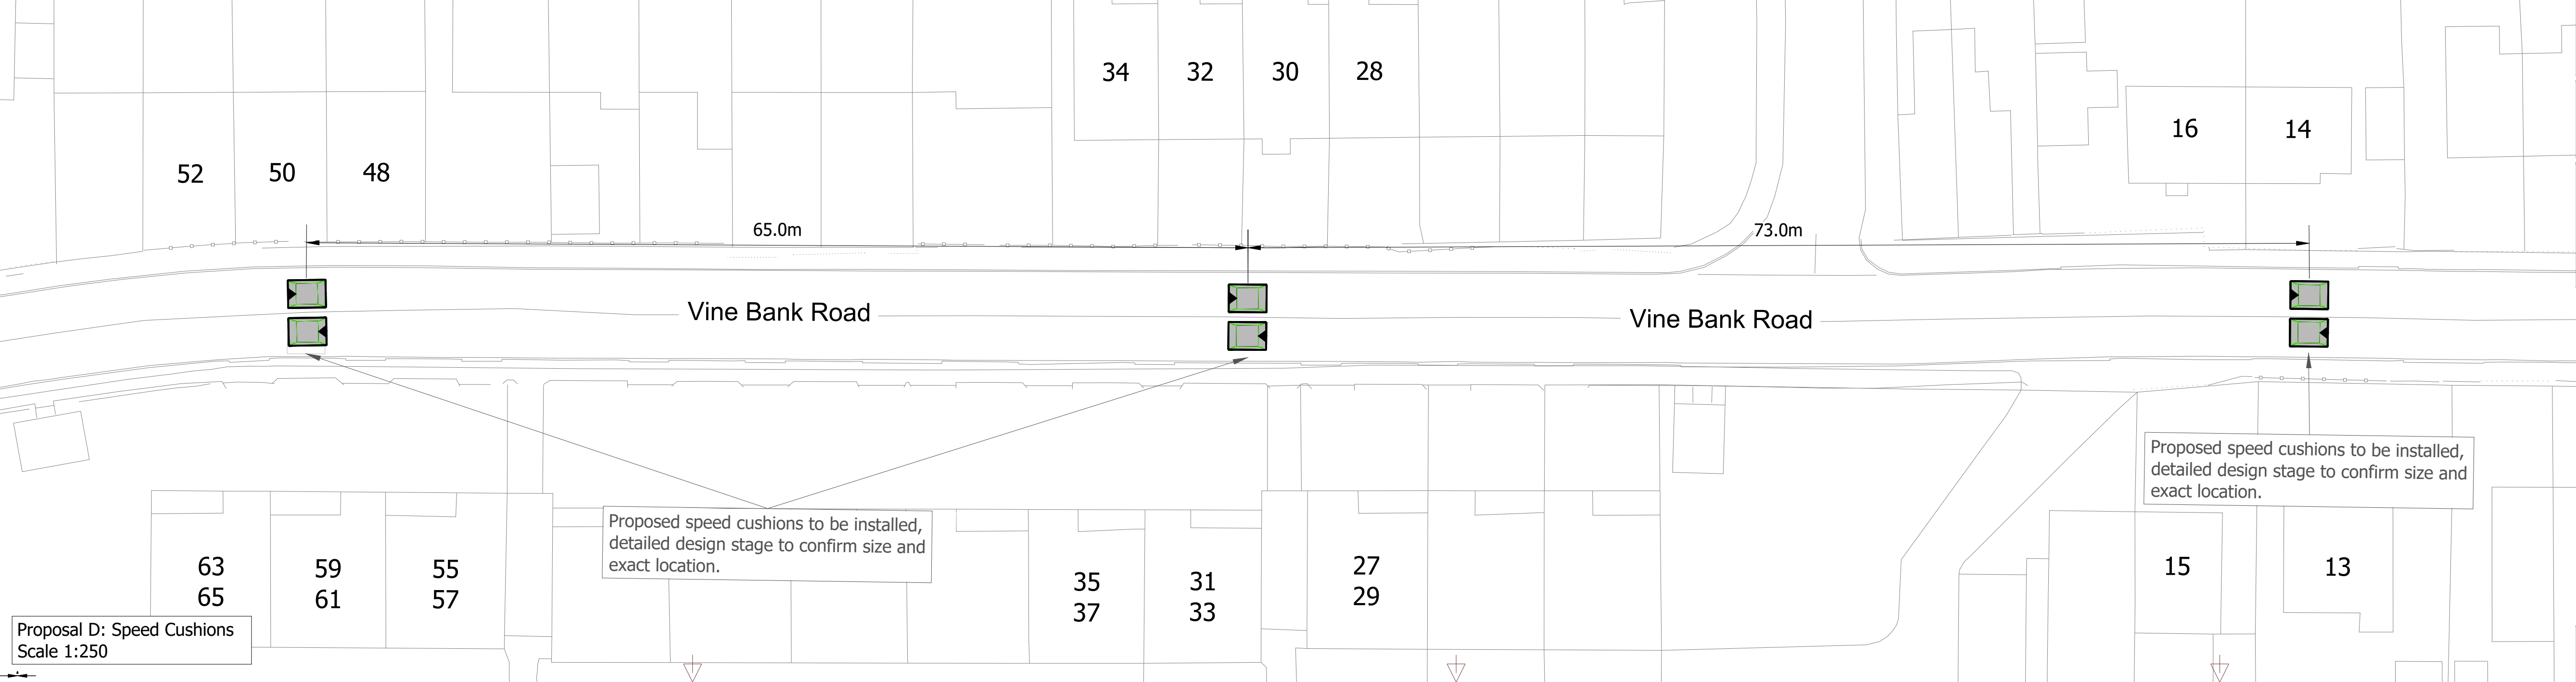 34 32 30 28
16 14
52 50 48
65.0m
73.0m
Vine Bank Road
Vine Bank Road
Proposed speed cushions to be installed,
detailed design stage to confirm size and
exact location.
Proposed speed cushions to be installed,
detailed design stage to confirm size and
exact location.
63 59 55
65 61 57
35 31
37 33
27
29
15 13
Proposal D: Speed Cushions
Scale 1:250